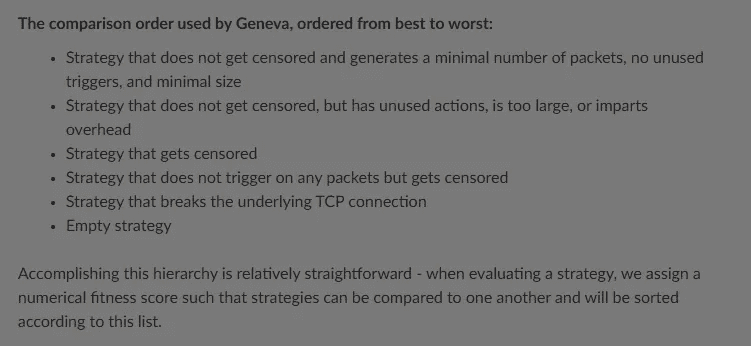 The comparison order used by Geneva, ordered from best to worst:
• Strategy that does not get censored and generates a minimal number of packets, no unused
triggers, and minimal size
• Strategy that does not get censored, but has unused actions, is too large, or imparts
overhead
• Strategy that gets censored
• Strategy that does not trigger on any packets but gets censored
• Strategy that breaks the underlying TCP connection
• Empty strategy
Accomplishing this hierarchy is relatively straightforward - when evaluating a strategy, we assign a
numerical fitness score such that strategies can be compared to one another and will be sorted
according to this list.